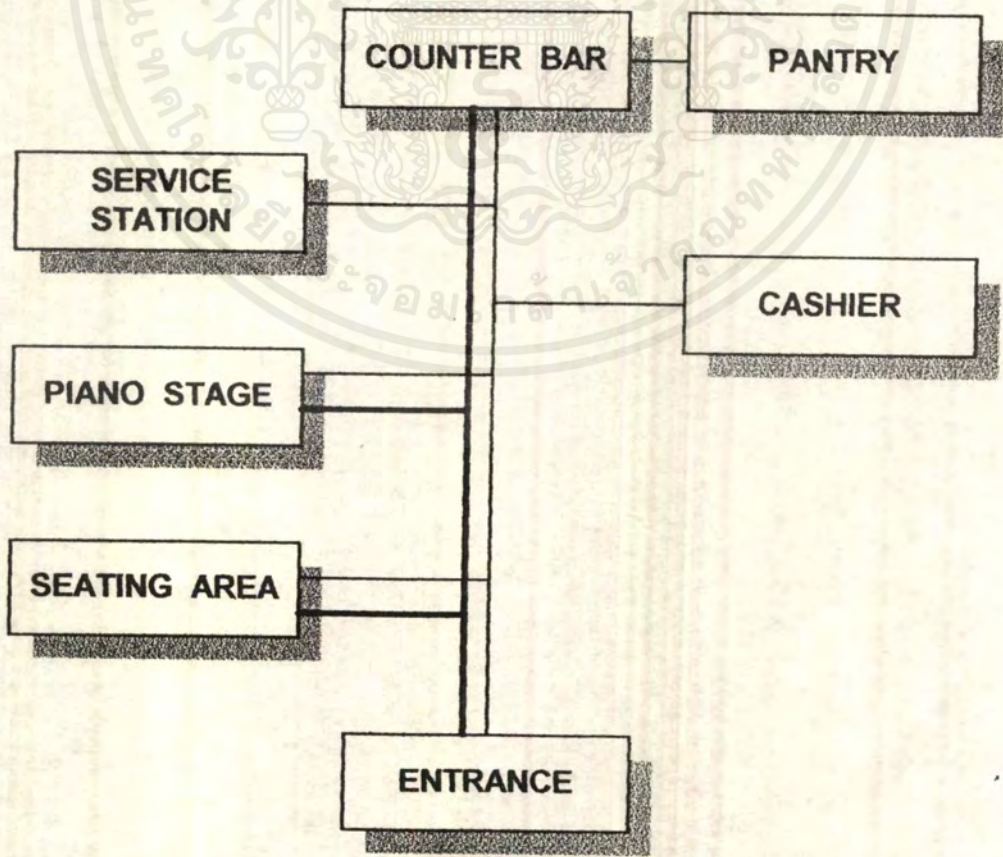 COUNTER BAR
PANTRY
SERVICE
STATION
CASHIER
PIANO STAGE
SEATING AREA
ENTRANCE